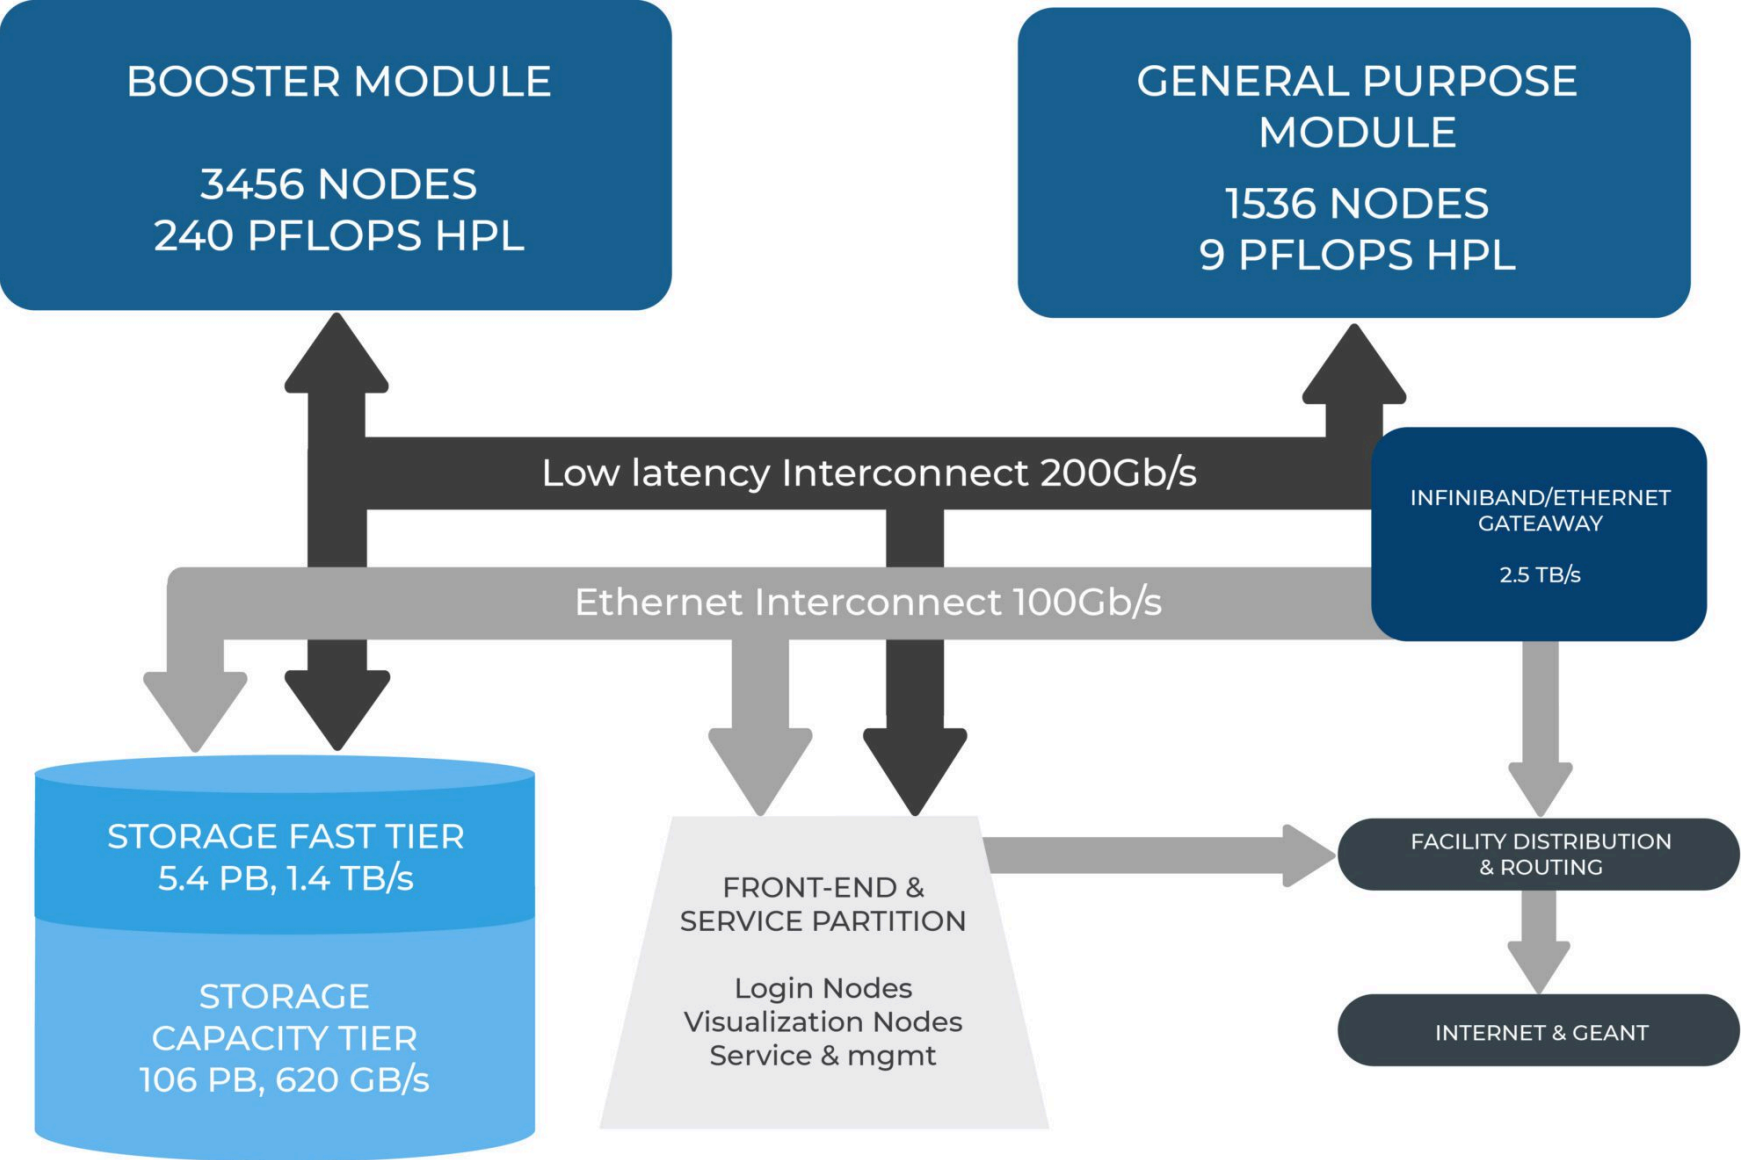 BOOSTER MODULE
3456 NODES
240 PFLOPS HPL
GENERAL PURPOSE
MODULE
1536 NODES
9 PFLOPS HPL
Low latency Interconnect 200Gb/s
INFINIBAND/ETHERNET
GATEAWAY
2.5 TB/s
Ethernet Interconnect 100Gb/s
STORAGE FAST TIER
5.4 PB, 1.4 TB/s
STORAGE
CAPACITY TIER
106 PB, 620 GB/s
FRONT-END &
SERVICE PARTITION
Login Nodes
Visualization Nodes
Service & mgmt
FACILITY DISTRIBUTION
& ROUTING
INTERNET & GEANT